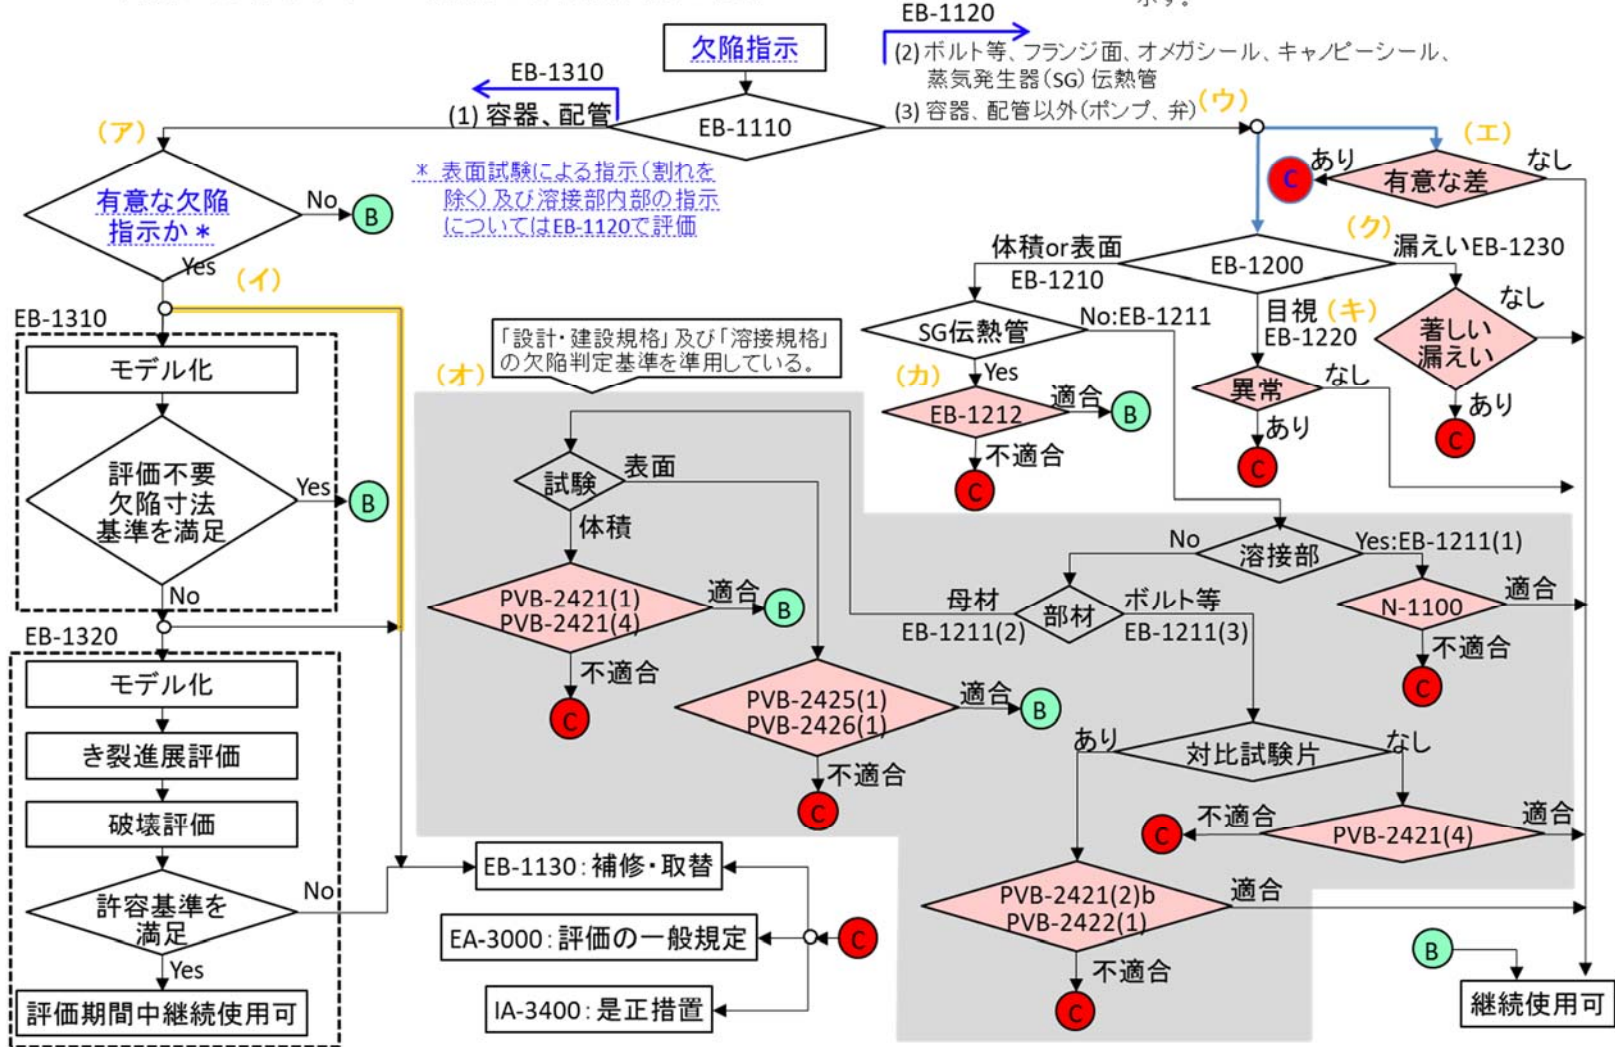 示す。
EB-1120
欠陥指示
(2) ボルト等、フランジ面、オメガシール、キャノピーシール、
蒸気発生器(SG) 伝熱管
EB-1310
(1) 容器、配管
EB-1110
(3) 容器、配管以外(ポンプ、弁)
(ウ)
(ア)
(エ)
あり
なし
C
有意な差
* 表面試験による指示(割れを
除く)及び溶接部内部の指示
についてはEB-1120で評価
有意な欠陥
指示か *
No
B
Yes
(イ)
(ク)
体積or表面
EB-1210
EB-1200
漏えいEB-1230
EB-1310
「設計・建設規格」及び「溶接規格」
の欠陥判定基準を準用している。
SG伝熱管
No:EB-1211
目視
EB-1220
(キ)
なし
著しい
漏えい
モデル化
(オ)
(カ)
Yes
EB-1212
適合
B
異常
なし
あり
C
不適合
C
あり
C
評価不要
欠陥寸法
基準を満足
Yes
B
No
試験
表面
体積
No
溶接部
Yes:EB-1211(1)
PVB-2421(1)
PVB-2421(4)
適合
B
母材
EB-1211(2)
部材
ボルト等
EB-1211(3)
N-1100
適合
不適合
C
不適合
C
EB-1320
モデル化
PVB-2425(1)
PVB-2426(1)
適合
B
き裂進展評価
あり
対比試験片
なし
不適合
C
破壊評価
C
不適合
PVB-2421(4)
適合
EB-1130:補修・取替
No
許容基準を
満足
PVB-2421(2)b
PVB-2422(1)
適合
EA-3000:評価の一般規定
C
B
Yes
不適合
C
評価期間中継続使用可
IA-3400:是正措置
継続使用可